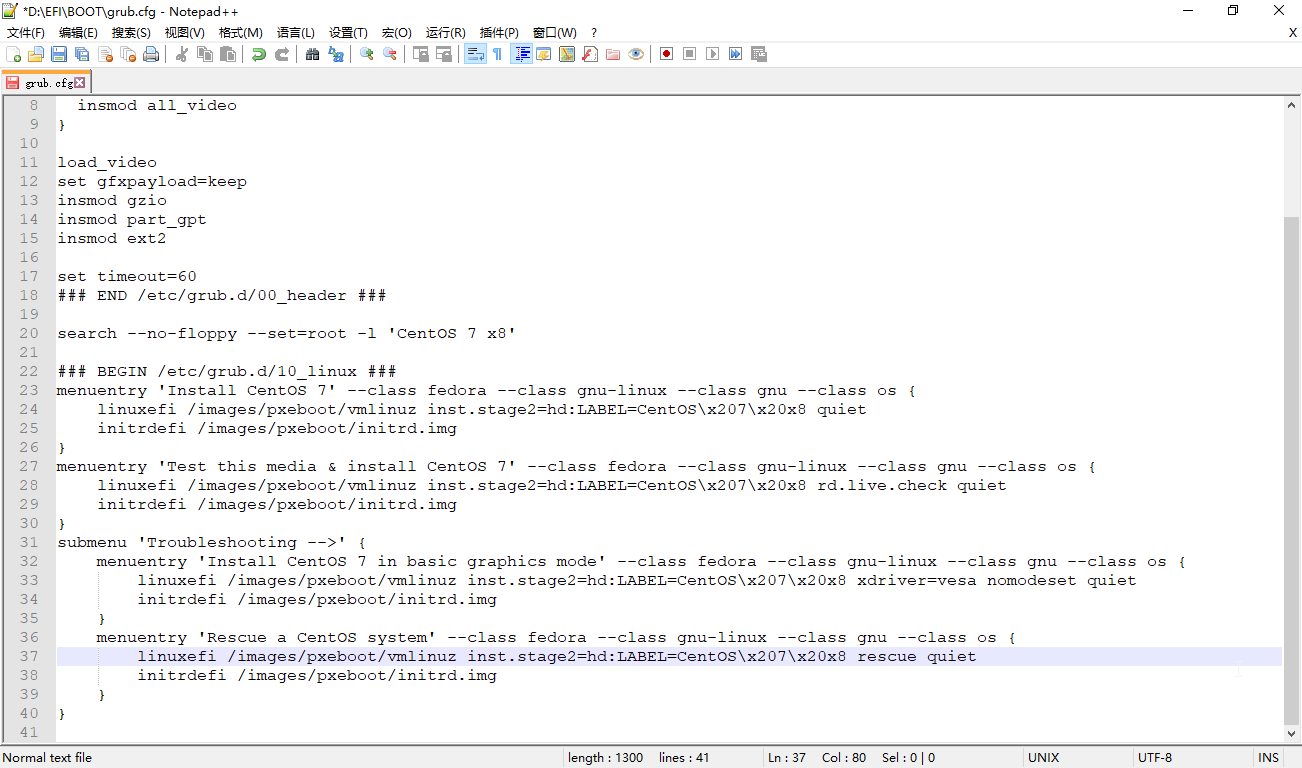 *D:\EFI\BOOT\grub.cfg - Notepad++
文件(F) 编辑(E) 搜索(S) 视图(V) 格式(M) 语言(L) 设置(T) 宏(O) 运行(R) 插件(P) 窗口(W) ? X
grub.cfg
8   insmod all_video
9 }
10
11 load_video
12 set gfxpayload=keep
13 insmod gzio
14 insmod part_gpt
15 insmod ext2
16
17 set timeout=60
18 ### END /etc/grub.d/00_header ###
19
20 search --no-floppy --set=root -l 'CentOS 7 x8'
21
22 ### BEGIN /etc/grub.d/10_linux ###
23 menuentry 'Install CentOS 7' --class fedora --class gnu-linux --class gnu --class os {
24     linuxefi /images/pxeboot/vmlinuz inst.stage2=hd:LABEL=CentOS\x207\x20x8 quiet
25     initrdefi /images/pxeboot/initrd.img
26 }
27 menuentry 'Test this media & install CentOS 7' --class fedora --class gnu-linux --class gnu --class os {
28     linuxefi /images/pxeboot/vmlinuz inst.stage2=hd:LABEL=CentOS\x207\x20x8 rd.live.check quiet
29     initrdefi /images/pxeboot/initrd.img
30 }
31 submenu 'Troubleshooting -->' {
32     menuentry 'Install CentOS 7 in basic graphics mode' --class fedora --class gnu-linux --class gnu --class os {
33         linuxefi /images/pxeboot/vmlinuz inst.stage2=hd:LABEL=CentOS\x207\x20x8 xdriver=vesa nomodeset quiet
34         initrdefi /images/pxeboot/initrd.img
35     }
36     menuentry 'Rescue a CentOS system' --class fedora --class gnu-linux --class gnu --class os {
37         linuxefi /images/pxeboot/vmlinuz inst.stage2=hd:LABEL=CentOS\x207\x20x8 rescue quiet
38         initrdefi /images/pxeboot/initrd.img
39     }
40 }
41
Normal text file length : 1300 lines : 41 Ln : 37 Col : 80 Sel : 0 | 0 UNIX UTF-8 INS